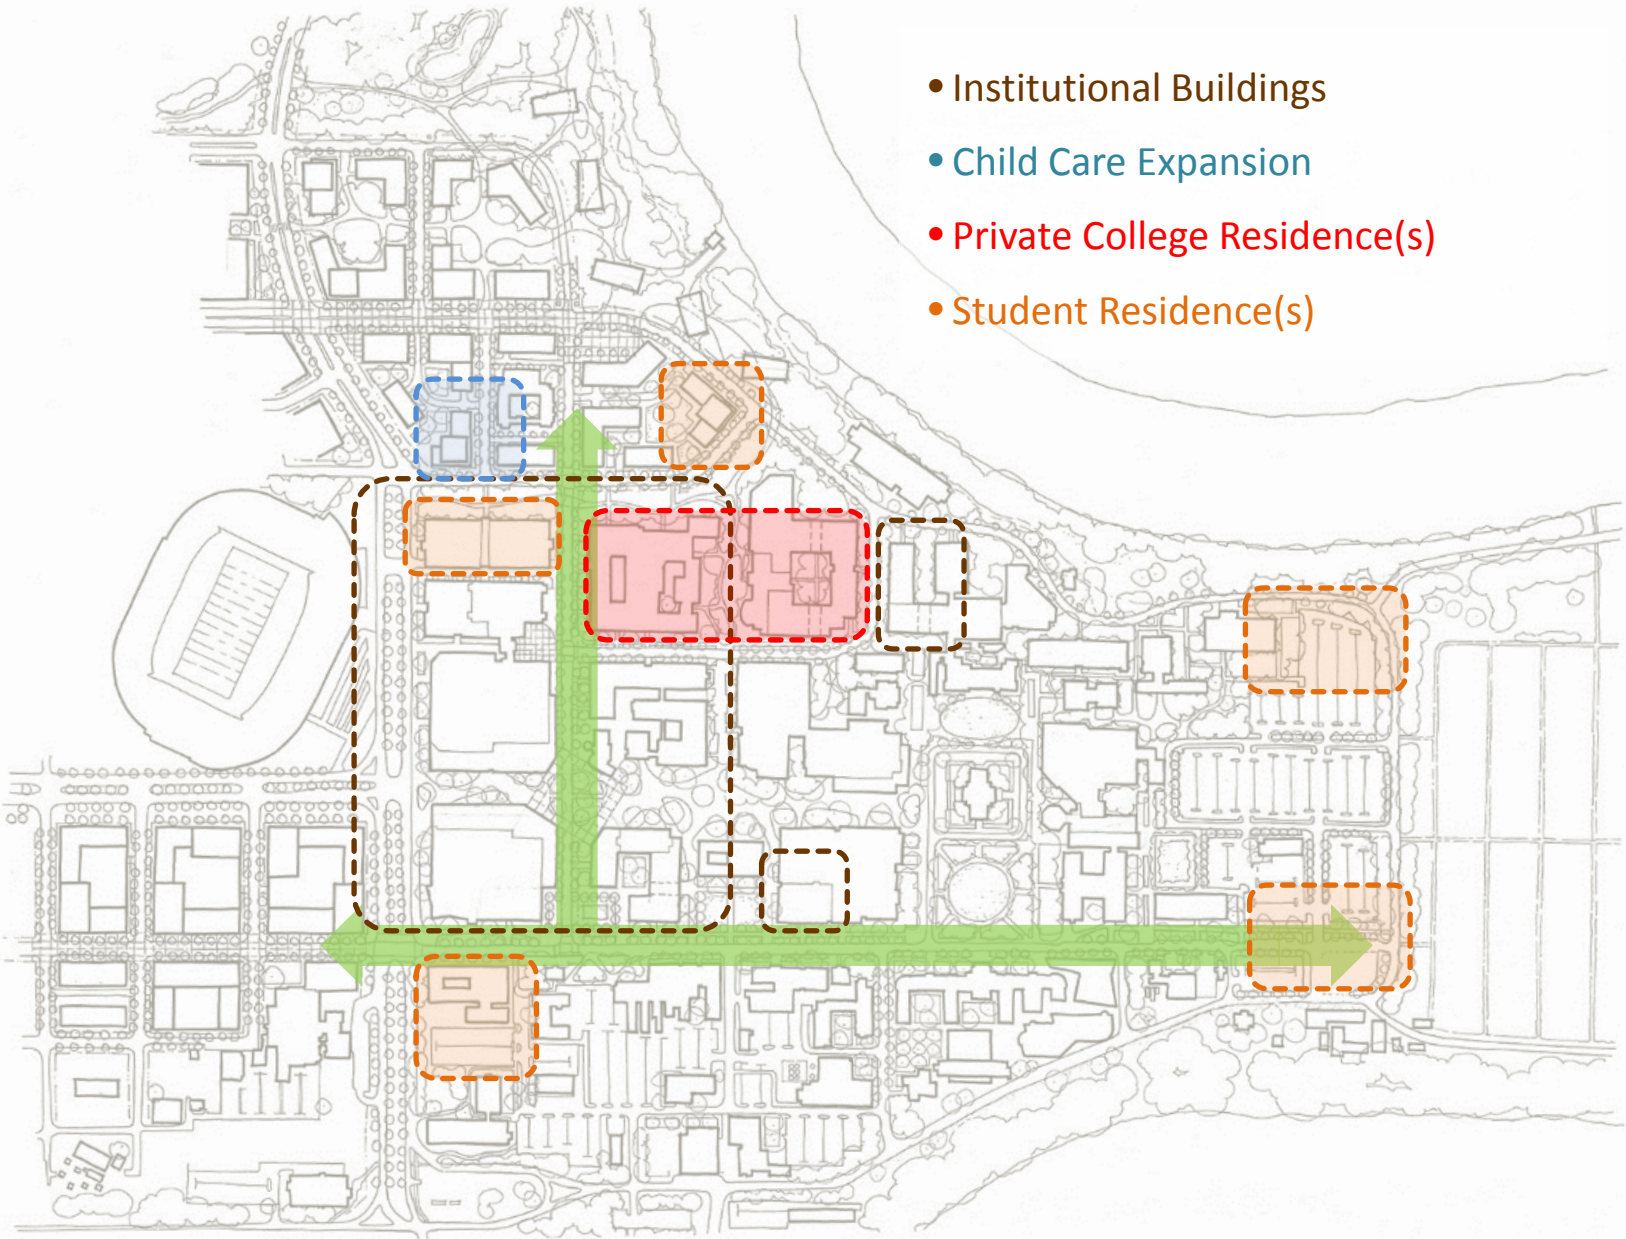 • Institutional Buildings
• Child Care Expansion
• Private College Residence(s)
• Student Residence(s)